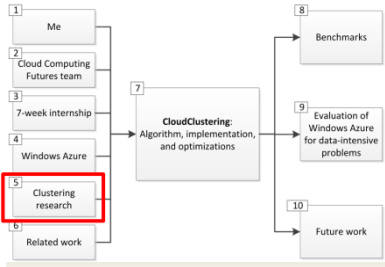 1
Me
2
Cloud Computing
Futures team
3
7-week internship
4
Windows Azure
5
Clustering
research
6
Related work
7
CloudClustering:
Algorithm, implementation,
and optimizations
8
Benchmarks
9
Evaluation of
Windows Azure
for data-intensive
problems
10
Future work